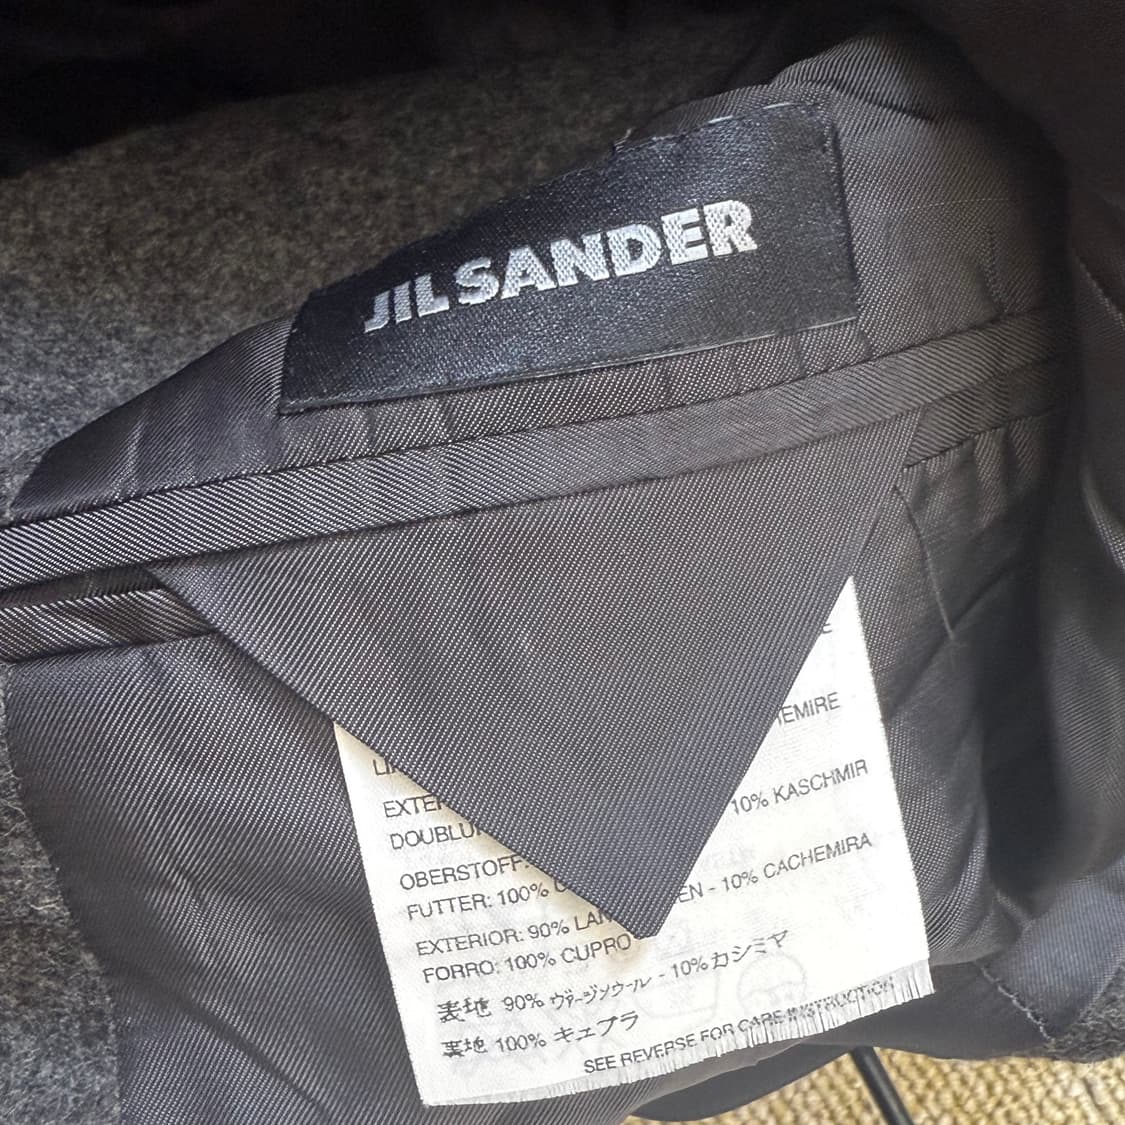 JIL SANDER
EMIRE
DOUBLU
10% KASCHMIR
OBERSTOFF:
FUTTER: 100% C
EXTERIOR: 90% LAN EN - 10% CACHEMIRA
FORRO: 100% CUPRO
表地 90% ヴァージンウール - 10%カシミヤ
裏地 100% キュプラ
SEE REVERSE FOR CARE INSTRUCTION